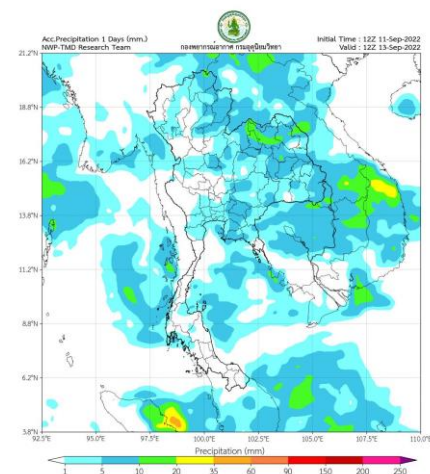 Acc.Precipitation 1 Days (mm.)
Initial Time : 12Z 11-Sep-2022
NWP-TMD Research Team
กองพยากรณ์อากาศ กรมอุตุนิยมวิทยา
Valid : 12Z 13-Sep-2022
21.2°N
18.8°N
16.2°N
13.8°N
11.2°N
8.8°N
6.2°N
3.8°N
92.5°E 95.0°E 97.5°E 100.0°E 102.5°E 105.0°E 107.5°E 110.0°E
Precipitation (mm)
1 5 10 20 35 60 90 150 200 250